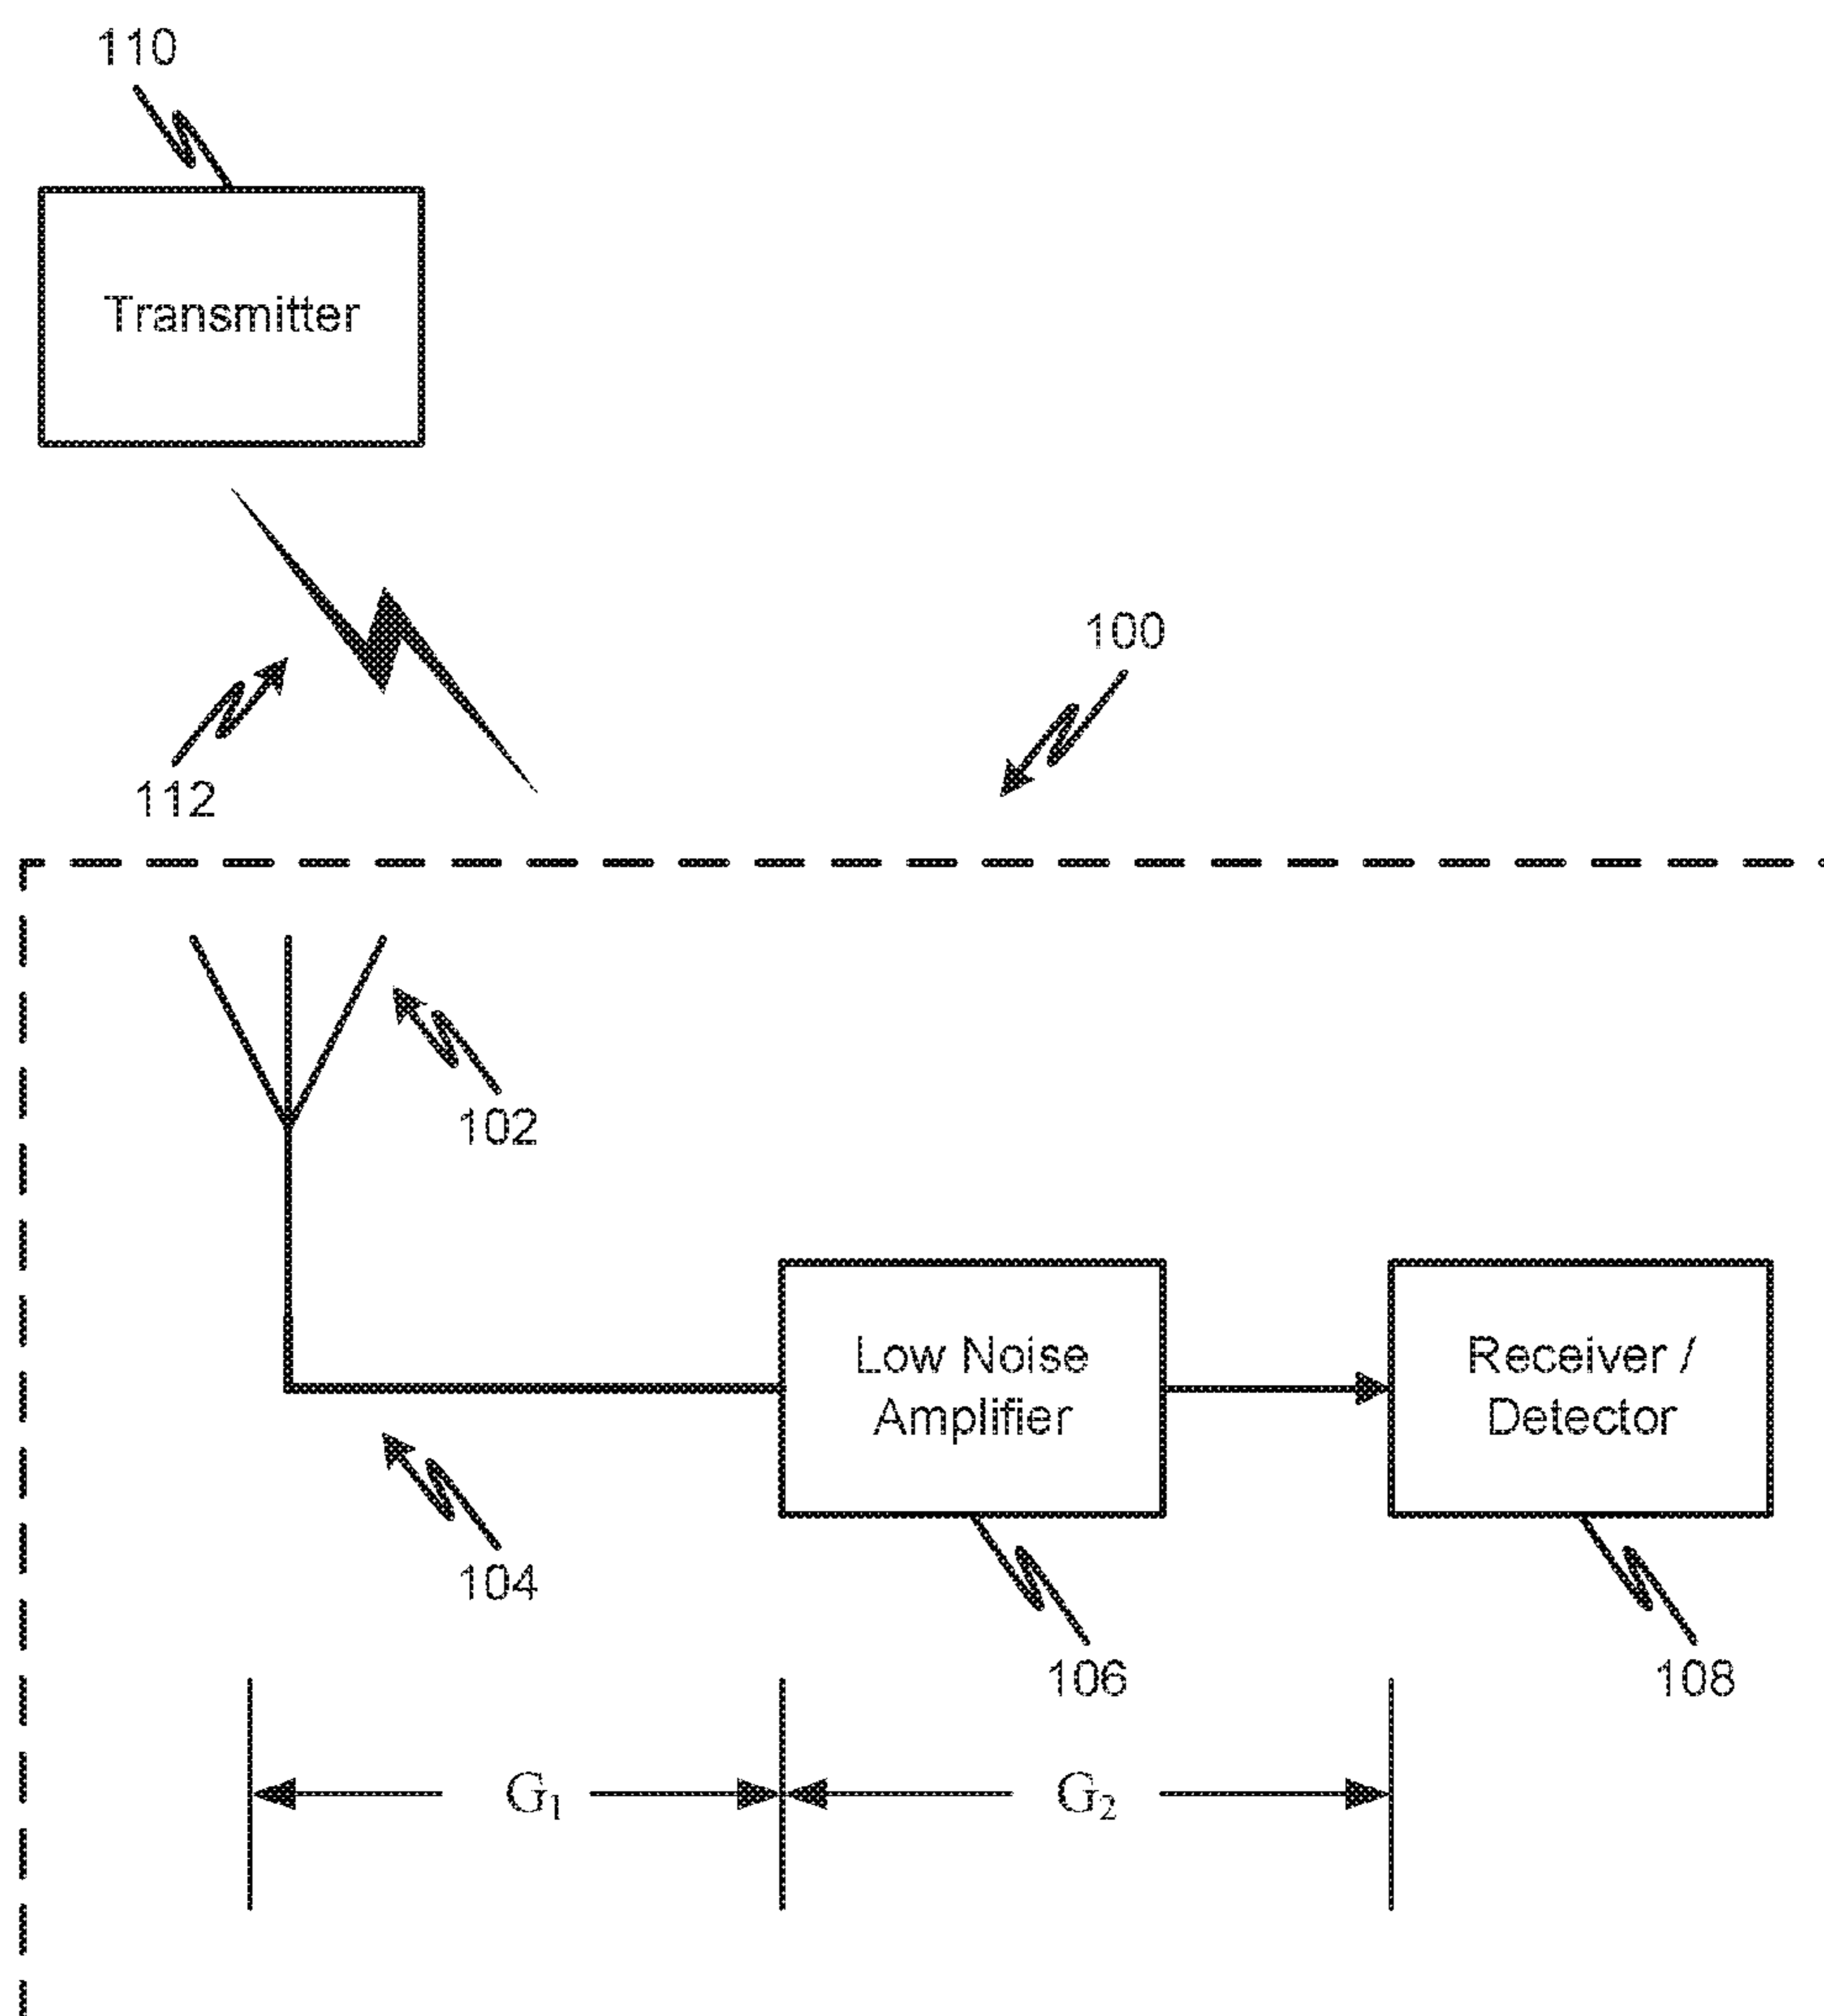 110
Transmitter
100
112
102
Low Noise
Amplifier
Receiver /
Detector
104
106
108
G₁
G₂